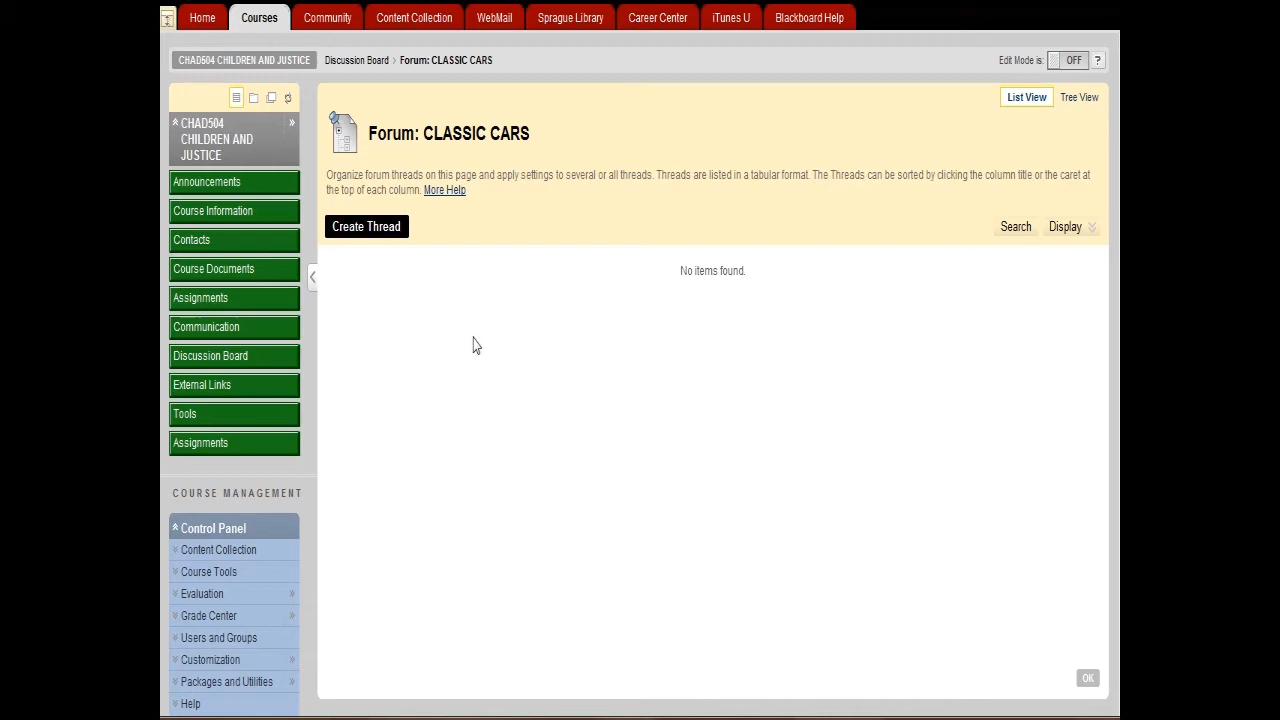 Home Courses Community Content Collection WebMail Sprague Library Career Center iTunes U Blackboard Help
CHAD504 CHILDREN AND JUSTICE Discussion Board > Forum: CLASSIC CARS Edit Mode is: OFF ?
List View Tree View
CHAD504
CHILDREN AND
JUSTICE
Announcements
Course Information
Contacts
Course Documents
Assignments
Communication
Discussion Board
External Links
Tools
Assignments
COURSE MANAGEMENT
Control Panel
Content Collection
Course Tools
Evaluation
Grade Center
Users and Groups
Customization
Packages and Utilities
Help
Forum: CLASSIC CARS
Organize forum threads on this page and apply settings to several or all threads. Threads are listed in a tabular format. The Threads can be sorted by clicking the column title or the caret at
the top of each column. More Help
Create Thread Search Display
No items found.
OK